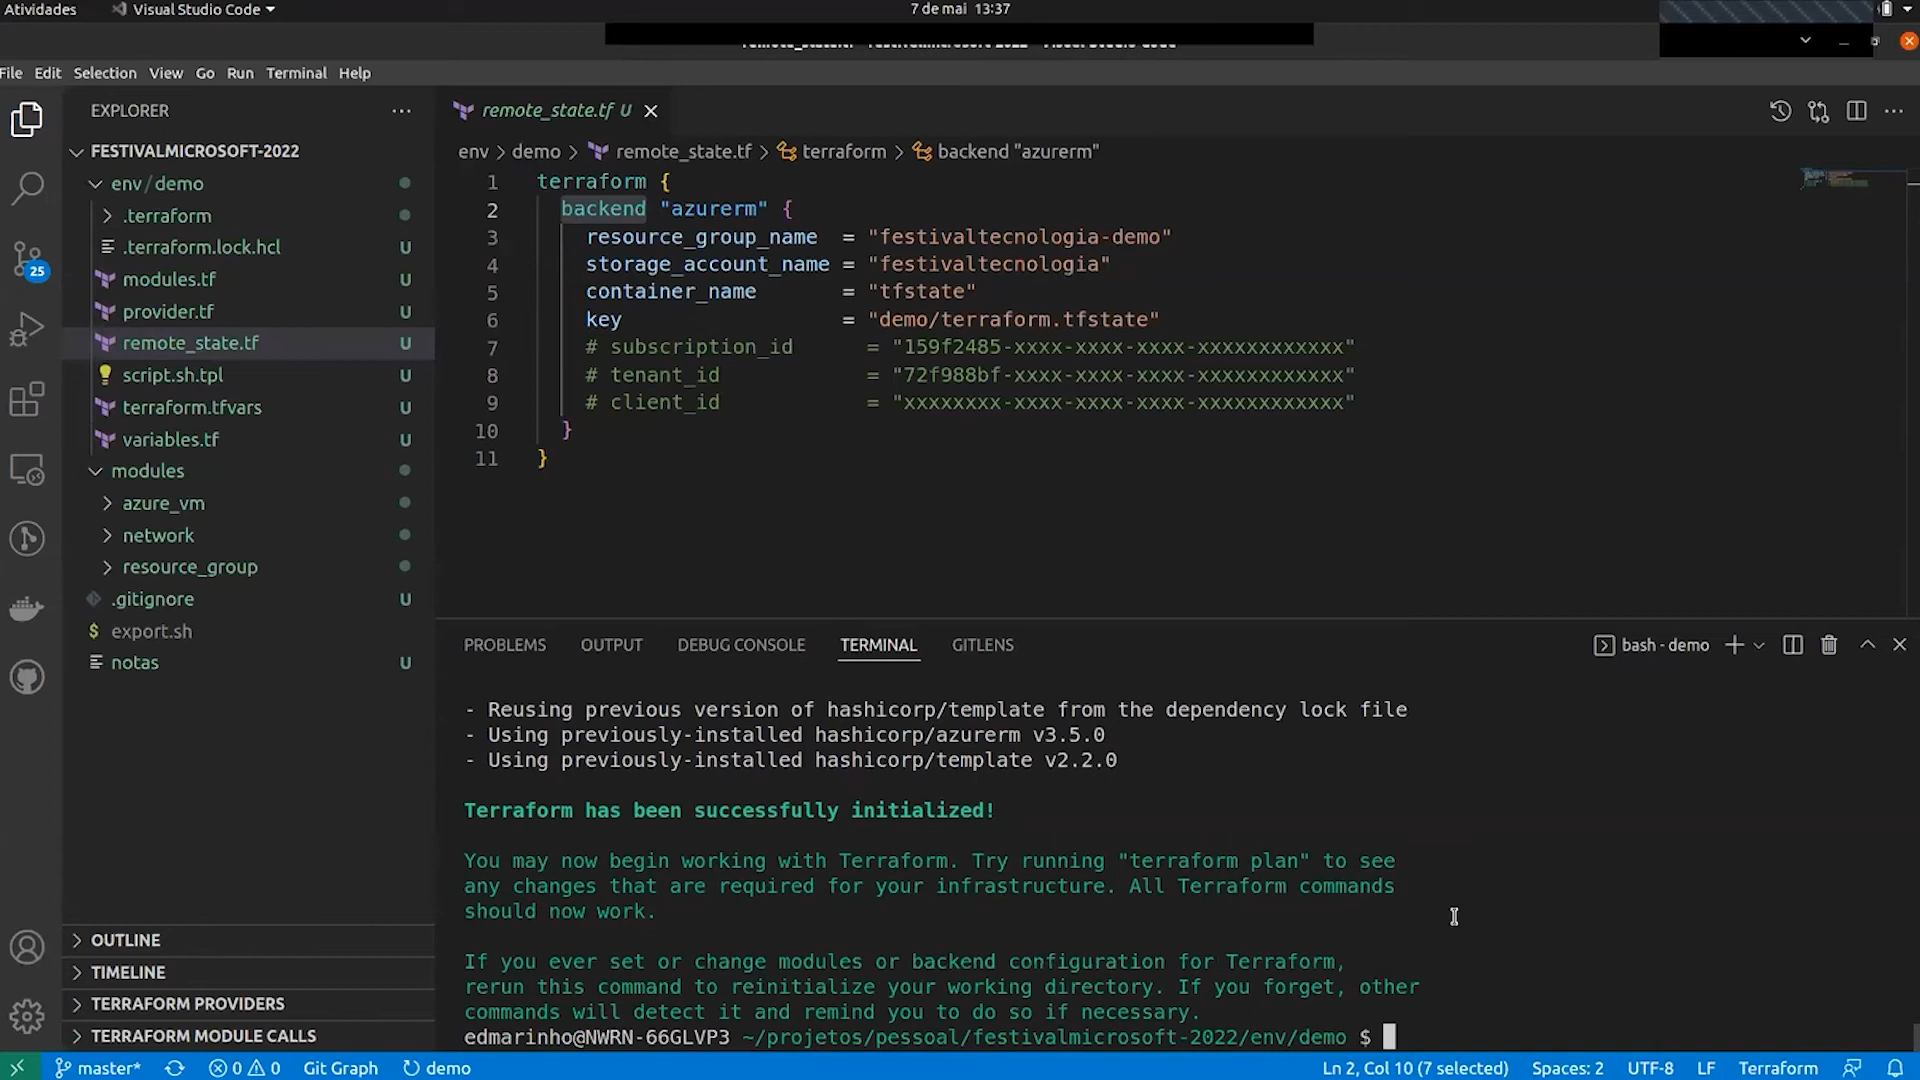 Atividades
Visual Studio Code
7 de mai 13:37
File Edit Selection View Go Run Terminal Help
EXPLORER
FESTIVALMICROSOFT-2022
env / demo
.terraform
.terraform.lock.hcl U
modules.tf U
provider.tf U
remote_state.tf U
script.sh.tpl U
terraform.tfvars U
variables.tf U
modules
azure_vm
network
resource_group
.gitignore U
export.sh
notas U
25
OUTLINE
TIMELINE
TERRAFORM PROVIDERS
TERRAFORM MODULE CALLS
remote_state.tf U
env > demo > remote_state.tf > terraform > backend "azurerm"
1 terraform {
2 backend "azurerm" {
3 resource_group_name = "festivaltecnologia-demo"
4 storage_account_name = "festivaltecnologia"
5 container_name = "tfstate"
6 key = "demo/terraform.tfstate"
7 # subscription_id = "159f2485-xxxx-xxxx-xxxx-xxxxxxxxxxxx"
8 # tenant_id = "72f988bf-xxxx-xxxx-xxxx-xxxxxxxxxxxx"
9 # client_id = "xxxxxxxx-xxxx-xxxx-xxxx-xxxxxxxxxxxx"
10 }
11 }
PROBLEMS OUTPUT DEBUG CONSOLE TERMINAL GITLENS
bash - demo
- Reusing previous version of hashicorp/template from the dependency lock file
- Using previously-installed hashicorp/azurerm v3.5.0
- Using previously-installed hashicorp/template v2.2.0
Terraform has been successfully initialized!
You may now begin working with Terraform. Try running "terraform plan" to see
any changes that are required for your infrastructure. All Terraform commands
should now work.
If you ever set or change modules or backend configuration for Terraform,
rerun this command to reinitialize your working directory. If you forget, other
commands will detect it and remind you to do so if necessary.
edmarinho@NWRN-66GLVP3 ~/projetos/pessoal/festivalmicrosoft-2022/env/demo $
master* 0 0 Git Graph demo
Ln 2, Col 10 (7 selected) Spaces: 2 UTF-8 LF Terraform